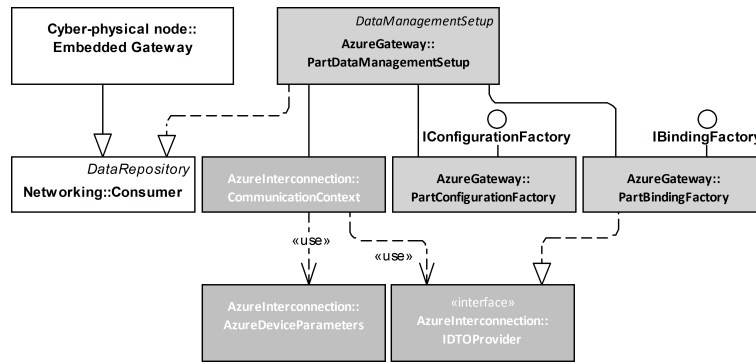 Cyber-physical node::
Embedded Gateway
DataManagementSetup
AzureGateway::
PartDataManagementSetup
IConfigurationFactory
IBindingFactory
DataRepository
Networking::Consumer
AzureInterconnection::
CommunicationContext
AzureGateway::
PartConfigurationFactory
AzureGateway::
PartBindingFactory
«use»
«use»
AzureInterconnection::
AzureDeviceParameters
«interface»
AzureInterconnection::
IDTOProvider